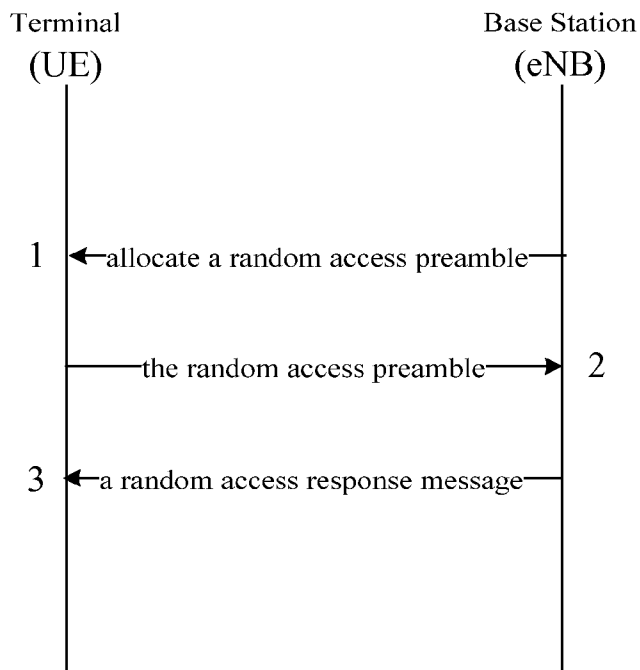 Terminal
(UE)
Base Station
(eNB)
1
allocate a random access preamble
the random access preamble
2
3
a random access response message